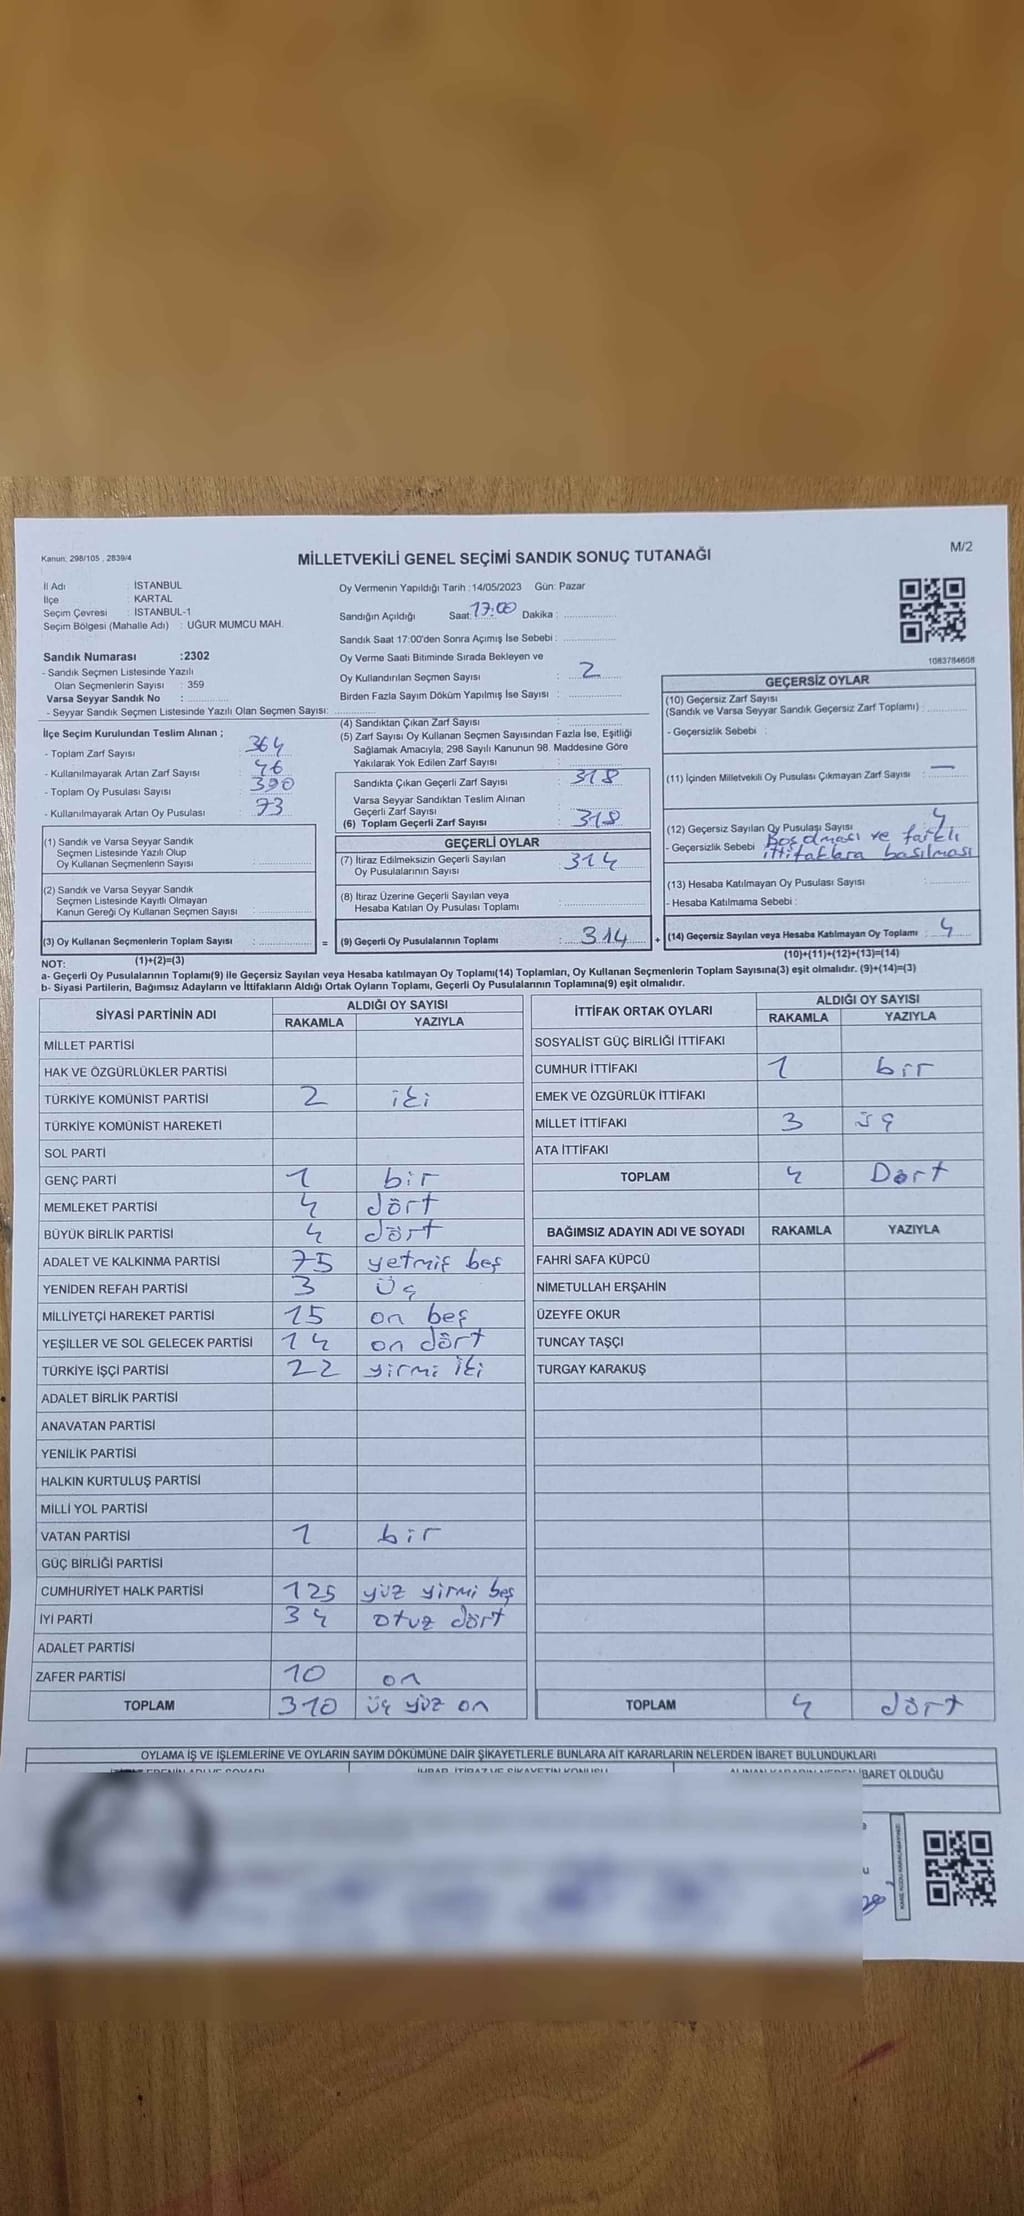 Kanun: 298/105 , 2839/4
MİLLETVEKİLİ GENEL SEÇİMİ SANDIK SONUÇ TUTANAĞI
M/2
İl Adı : İSTANBUL
İlçe : KARTAL
Seçim Çevresi : İSTANBUL-1
Seçim Bölgesi (Mahalle Adı) : UĞUR MUMCU MAH.
Sandık Numarası :2302
- Sandık Seçmen Listesinde Yazılı
Olan Seçmenlerin Sayısı : 359
Varsa Seyyar Sandık No :
- Seyyar Sandık Seçmen Listesinde Yazılı Olan Seçmen Sayısı:
Oy Vermenin Yapıldığı Tarih :14/05/2023 Gün: Pazar
Sandığın Açıldığı Saat: 17:00 Dakika :
Sandık Saat 17:00'den Sonra Açımış İse Sebebi :
Oy Verme Saati Bitiminde Sırada Bekleyen ve
Oy Kullandırılan Seçmen Sayısı : 2
Birden Fazla Sayım Döküm Yapılmış İse Sayısı :
1083784608
İlçe Seçim Kurulundan Teslim Alınan ;
- Toplam Zarf Sayısı : 364
- Kullanılmayarak Artan Zarf Sayısı : 46
- Toplam Oy Pusulası Sayısı : 390
- Kullanılmayarak Artan Oy Pusulası : 73
(1) Sandık ve Varsa Seyyar Sandık
Seçmen Listesinde Yazılı Olup
Oy Kullanan Seçmenlerin Sayısı :
(2) Sandık ve Varsa Seyyar Sandık
Seçmen Listesinde Kayıtlı Olmayan
Kanun Gereği Oy Kullanan Seçmen Sayısı :
(3) Oy Kullanan Seçmenlerin Toplam Sayısı : =
(4) Sandıktan Çıkan Zarf Sayısı :
(5) Zarf Sayısı Oy Kullanan Seçmen Sayısından Fazla İse, Eşitliği
Sağlamak Amacıyla; 298 Sayılı Kanunun 98. Maddesine Göre
Yakılarak Yok Edilen Zarf Sayısı :
Sandıkta Çıkan Geçerli Zarf Sayısı : 318
Varsa Seyyar Sandıktan Teslim Alınan
Geçerli Zarf Sayısı :
(6) Toplam Geçerli Zarf Sayısı : 318
GEÇERLİ OYLAR
(7) İtiraz Edilmeksizin Geçerli Sayılan
Oy Pusulalarının Sayısı : 314
(8) İtiraz Üzerine Geçerli Sayılan veya
Hesaba Katılan Oy Pusulası Toplamı :
(9) Geçerli Oy Pusulalarının Toplamı : 314 +
GEÇERSİZ OYLAR
(10) Geçersiz Zarf Sayısı
(Sandık ve Varsa Seyyar Sandık Geçersiz Zarf Toplamı) :
- Geçersizlik Sebebi :
(11) İçinden Milletvekili Oy Pusulası Çıkmayan Zarf Sayısı : —
(12) Geçersiz Sayılan Oy Pusulası Sayısı : 4
- Geçersizlik Sebebi Boş olması ve farklı
ittifaklara basılması
(13) Hesaba Katılmayan Oy Pusulası Sayısı :
- Hesaba Katılmama Sebebi :
(14) Geçersiz Sayılan veya Hesaba Katılmayan Oy Toplamı : 4
NOT: (1)+(2)=(3)
(10)+(11)+(12)+(13)=(14)
a- Geçerli Oy Pusulalarının Toplamı(9) ile Geçersiz Sayılan veya Hesaba katılmayan Oy Toplamı(14) Toplamları, Oy Kullanan Seçmenlerin Toplam Sayısına(3) eşit olmalıdır. (9)+(14)=(3)
b- Siyasi Partilerin, Bağımsız Adayların ve İttifakların Aldığı Ortak Oyların Toplamı, Geçerli Oy Pusulalarının Toplamına(9) eşit olmalıdır.
SİYASİ PARTİNİN ADI ALDIĞI OY SAYISI
RAKAMLA YAZIYLA
MİLLET PARTİSİ
HAK VE ÖZGÜRLÜKLER PARTİSİ
TÜRKİYE KOMÜNİST PARTİSİ 2 iki
TÜRKİYE KOMÜNİST HAREKETİ
SOL PARTİ
GENÇ PARTİ 1 bir
MEMLEKET PARTİSİ 4 dört
BÜYÜK BİRLİK PARTİSİ 4 dört
ADALET VE KALKINMA PARTİSİ 75 yetmiş beş
YENİDEN REFAH PARTİSİ 3 üç
MİLLİYETÇİ HAREKET PARTİSİ 15 on beş
YEŞİLLER VE SOL GELECEK PARTİSİ 14 on dört
TÜRKİYE İŞÇİ PARTİSİ 22 yirmi iki
ADALET BİRLİK PARTİSİ
ANAVATAN PARTİSİ
YENİLİK PARTİSİ
HALKIN KURTULUŞ PARTİSİ
MİLLİ YOL PARTİSİ
VATAN PARTİSİ 1 bir
GÜÇ BİRLİĞİ PARTİSİ
CUMHURİYET HALK PARTİSİ 125 yüz yirmi beş
İYİ PARTİ 34 otuz dört
ADALET PARTİSİ
ZAFER PARTİSİ 10 on
TOPLAM 310 üç yüz on
İTTİFAK ORTAK OYLARI ALDIĞI OY SAYISI
RAKAMLA YAZIYLA
SOSYALİST GÜÇ BİRLİĞİ İTTİFAKI
CUMHUR İTTİFAKI 1 bir
EMEK VE ÖZGÜRLÜK İTTİFAKI
MİLLET İTTİFAKI 3 üç
ATA İTTİFAKI
TOPLAM 4 Dört
BAĞIMSIZ ADAYIN ADI VE SOYADI RAKAMLA YAZIYLA
FAHRİ SAFA KÜPCÜ
NİMETULLAH ERŞAHİN
ÜZEYFE OKUR
TUNCAY TAŞÇI
TURGAY KARAKUŞ
TOPLAM 4 dört
OYLAMA İŞ VE İŞLEMLERİNE VE OYLARIN SAYIM DÖKÜMÜNE DAİR ŞİKAYETLERLE BUNLARA AİT KARARLARIN NELERDEN İBARET BULUNDUKLARI
İHBAR, İTİRAZ VE ŞİKAYETİN KONUSU
İBARET OLDUĞU